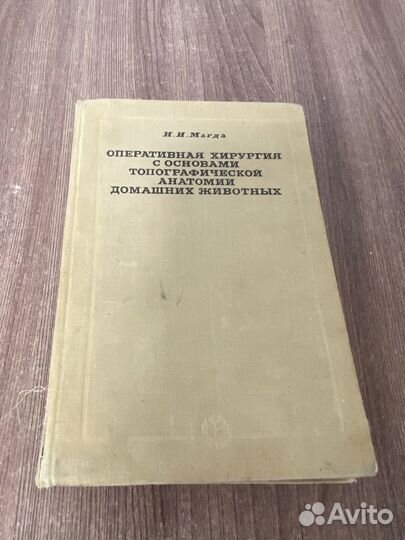 И. И. Магда
ОПЕРАТИВНАЯ ХИРУРГИЯ
С ОСНОВАМИ
ТОПОГРАФИЧЕСКОЙ
АНАТОМИИ
ДОМАШНИХ ЖИВОТНЫХ
Avito